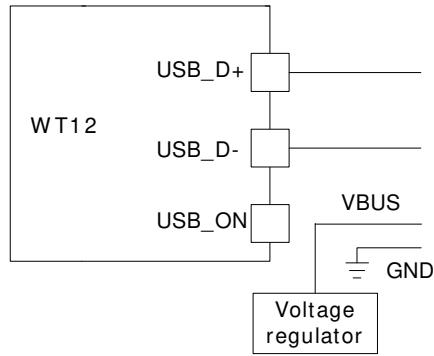 USB_D+
WT12
USB_D-
USB_ON
VBUS
GND
Voltage
regulator